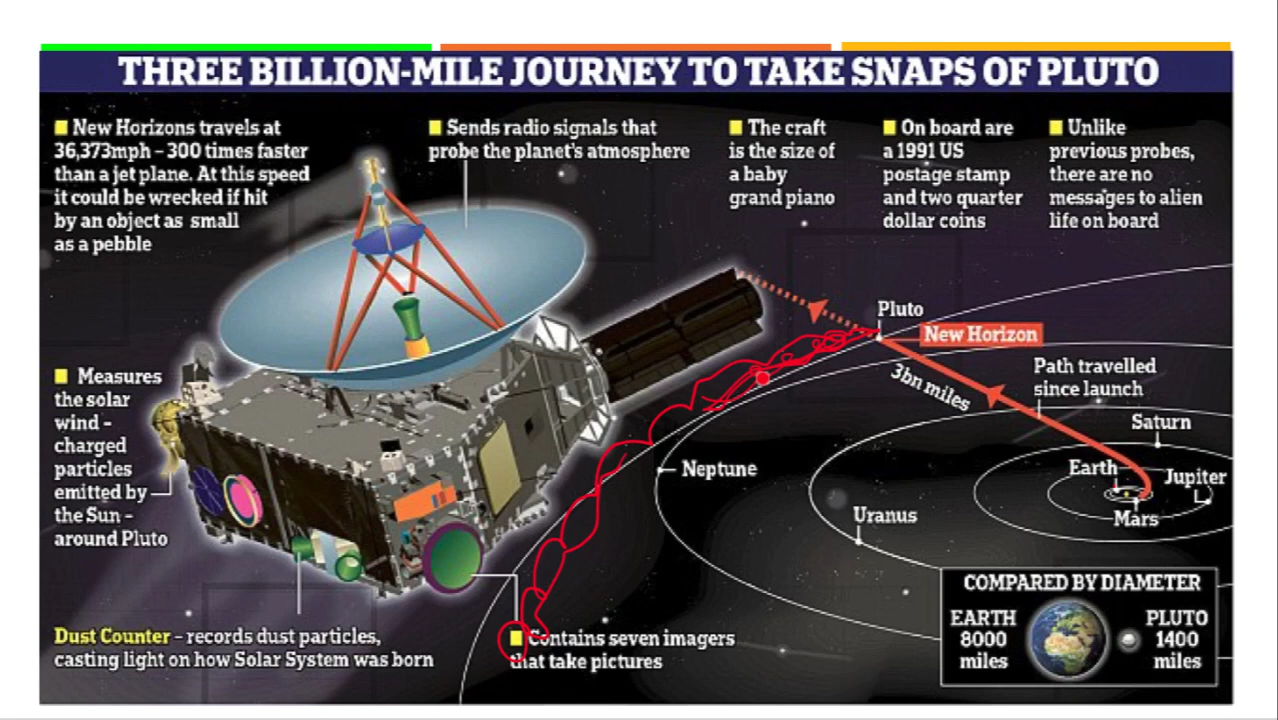 THREE BILLION-MILE JOURNEY TO TAKE SNAPS OF PLUTO
New Horizons travels at
36,373mph – 300 times faster
than a jet plane. At this speed
it could be wrecked if hit
by an object as small
as a pebble
Sends radio signals that
probe the planet's atmosphere
The craft
is the size of
a baby
grand piano
On board are
a 1991 US
postage stamp
and two quarter
dollar coins
Unlike
previous probes,
there are no
messages to alien
life on board
Pluto
New Horizon
3bn miles
Path travelled
since launch
Saturn
Earth
Jupiter
Mars
Neptune
Uranus
Measures
the solar
wind –
charged
particles
emitted by
the Sun –
around Pluto
Dust Counter – records dust particles,
casting light on how Solar System was born
Contains seven imagers
that take pictures
COMPARED BY DIAMETER
EARTH
8000
miles
PLUTO
1400
miles